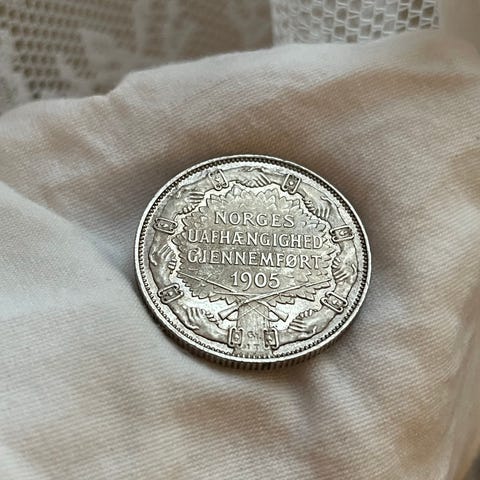 NORGES
UAFHÆNGIGHED
GJENNEMFØRT
1905